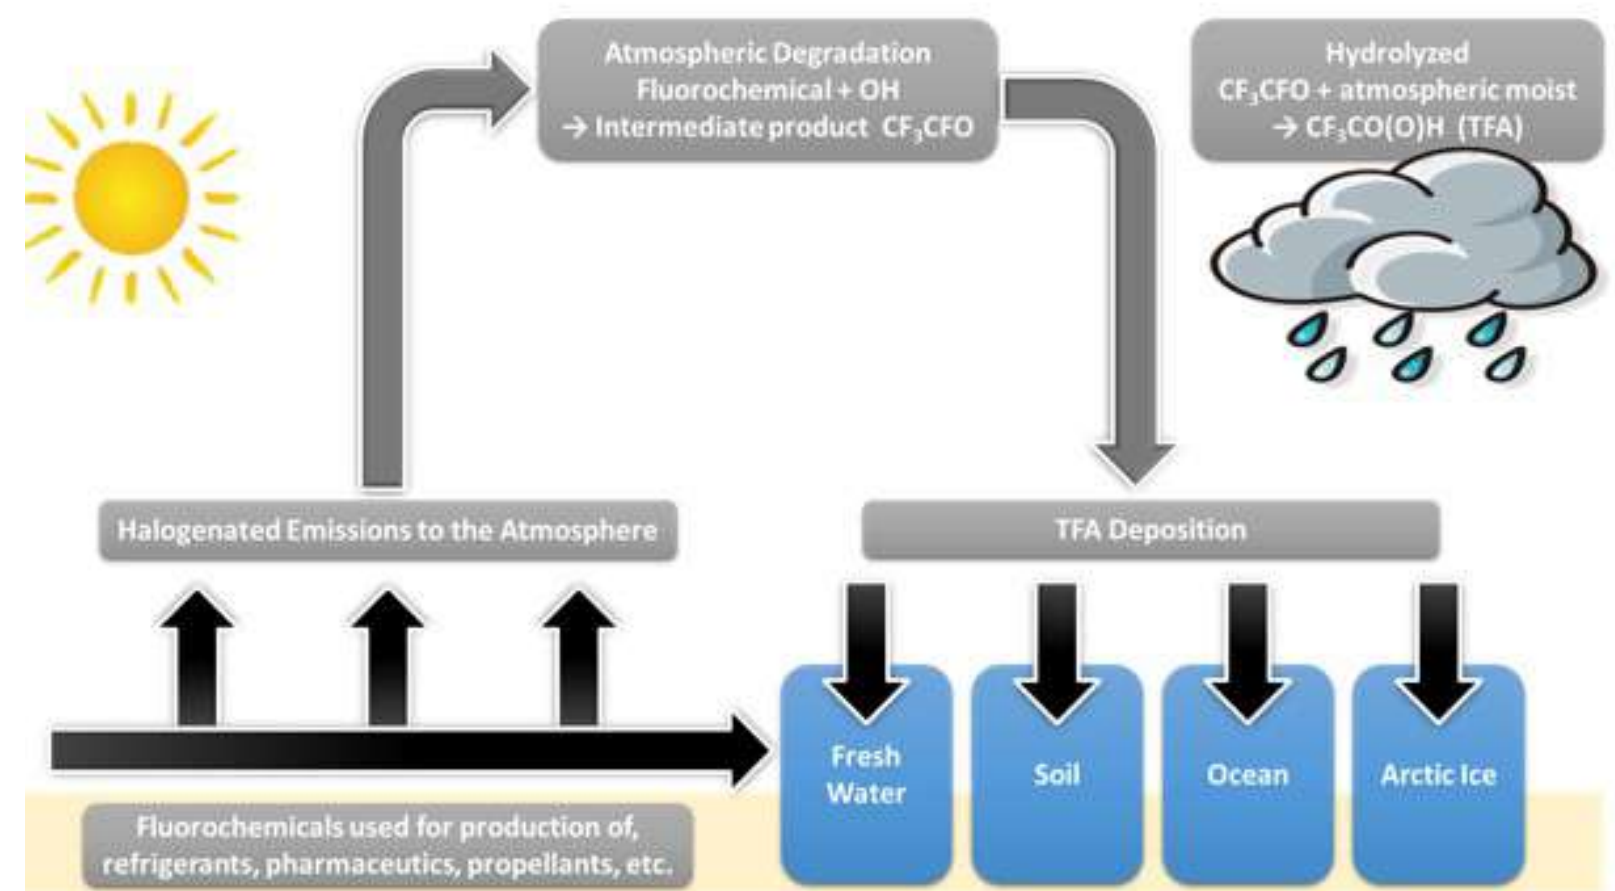 Atmospheric Degradation
Fluorochemical + OH
→ Intermediate product CF₃CFO
Hydrolyzed
CF₃CFO + atmospheric moist
→ CF₃CO(O)H (TFA)
Halogenated Emissions to the Atmosphere
TFA Deposition
Fresh
Water
Soil
Ocean
Arctic Ice
Fluorochemicals used for production of,
refrigerants, pharmaceutics, propellants, etc.